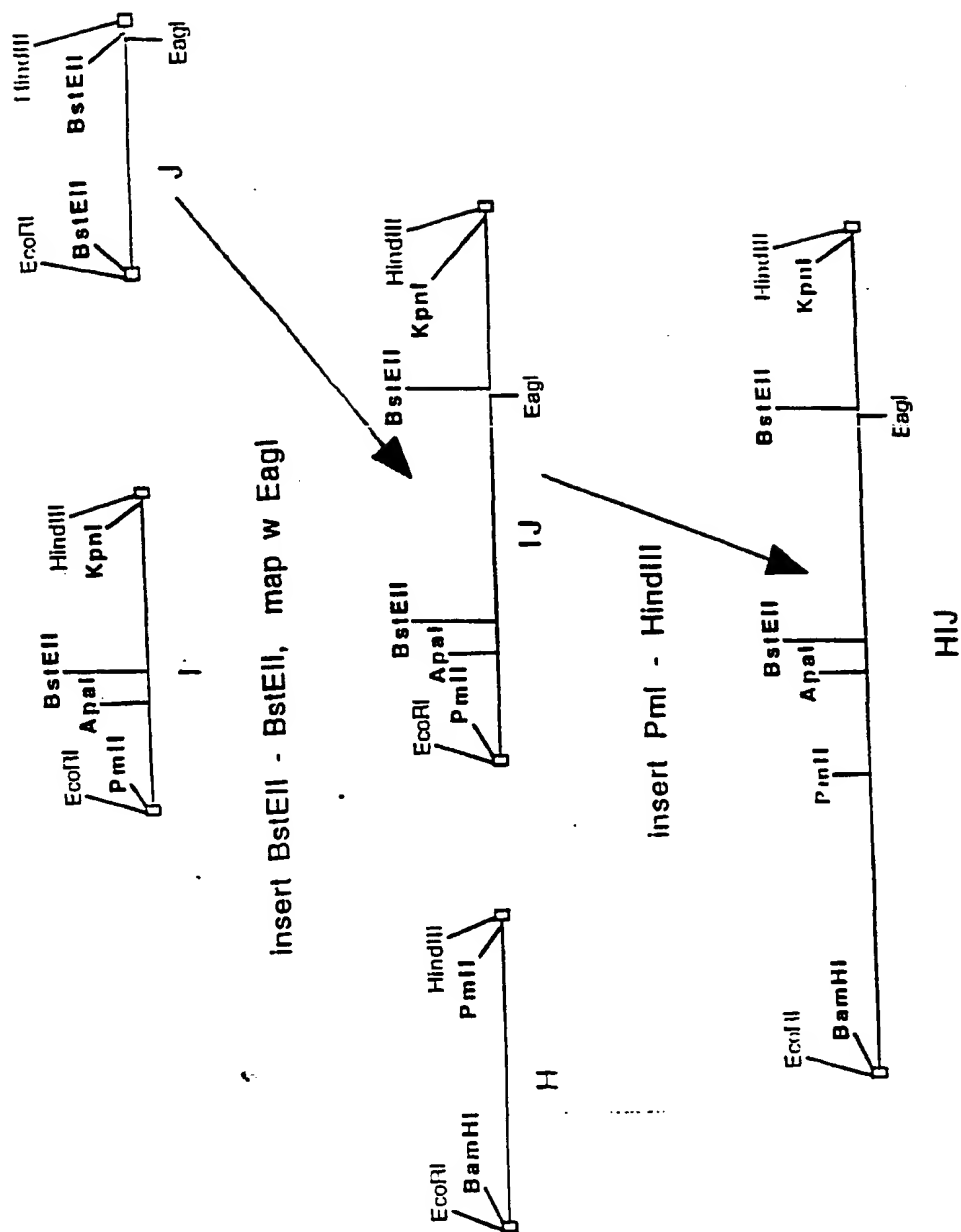 EcoRI
PmlI
ApaI
BstEII
HindIII
KpnI
I
EcoRI
BstEII
HindIII
BstEII
EagI
J
insert BstEII - BstEII, map w EagI
EcoRI
BamHI
HindIII
PmlI
H
EcoRI
PmlI
ApaI
BstEII
BstEII
HindIII
KpnI
EagI
IJ
insert PmI - HindIII
EcoRI
BamHI
PmlI
ApaI
BstEII
BstEII
HindIII
KpnI
EagI
HIJ